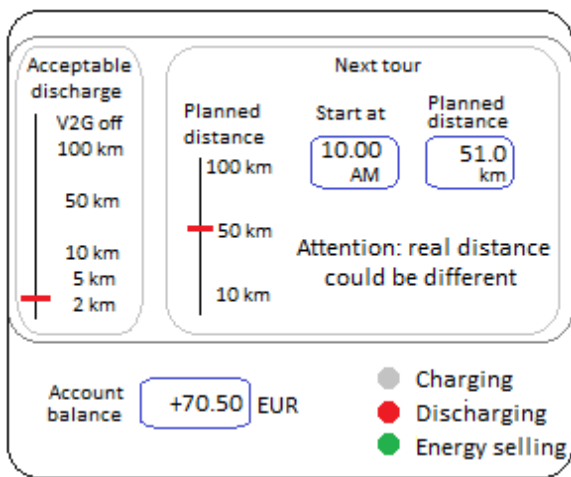 Acceptable
discharge
V2G off
100 km
50 km
10 km
5 km
2 km
Next tour
Planned
distance
100 km
50 km
10 km
Start at
10.00
AM
Planned
distance
51.0
km
Attention: real distance
could be different
Account
balance
+70.50 EUR
Charging
Discharging
Energy selling